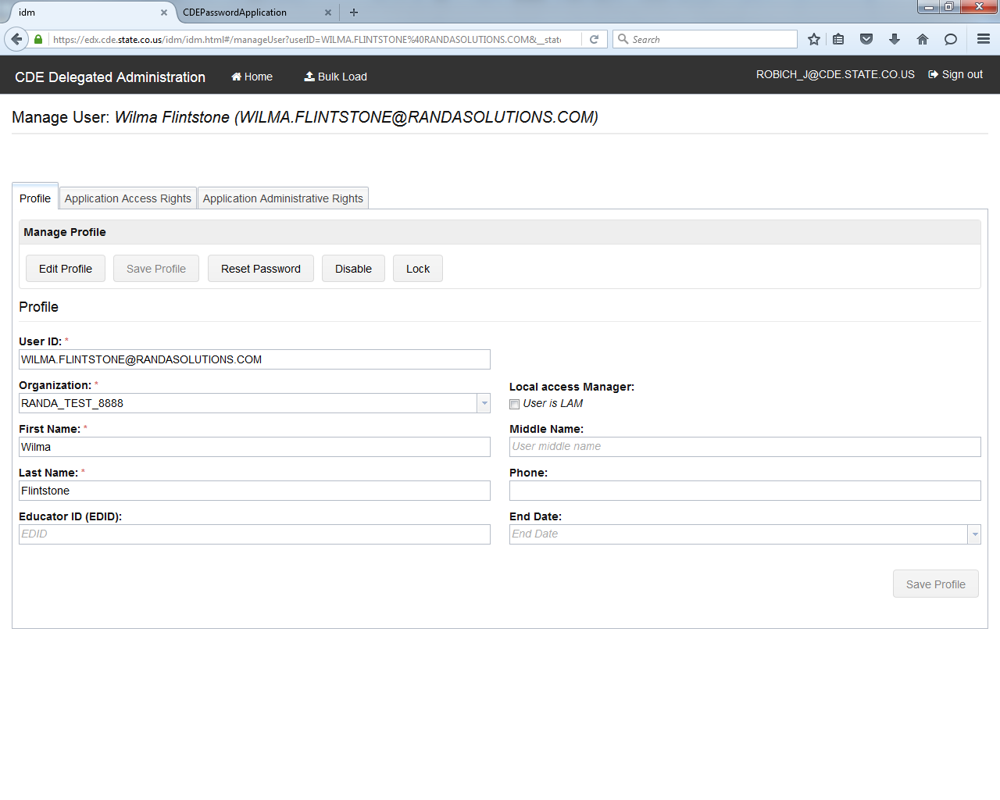 idm
CDEPasswordApplication
https://edx.cde.state.co.us/idm/idm.html#/manageUser?userID=WILMA.FLINTSTONE%40RANDASOLUTIONS.COM&__stat
Search
CDE Delegated Administration
Home
Bulk Load
ROBICH_J@CDE.STATE.CO.US
Sign out
Manage User: Wilma Flintstone (WILMA.FLINTSTONE@RANDASOLUTIONS.COM)
Profile
Application Access Rights
Application Administrative Rights
Manage Profile
Edit Profile
Save Profile
Reset Password
Disable
Lock
Profile
User ID: *
WILMA.FLINTSTONE@RANDASOLUTIONS.COM
Organization: *
RANDA_TEST_8888
Local access Manager:
User is LAM
First Name: *
Wilma
Middle Name:
User middle name
Last Name: *
Flintstone
Phone:
Educator ID (EDID):
EDID
End Date:
End Date
Save Profile